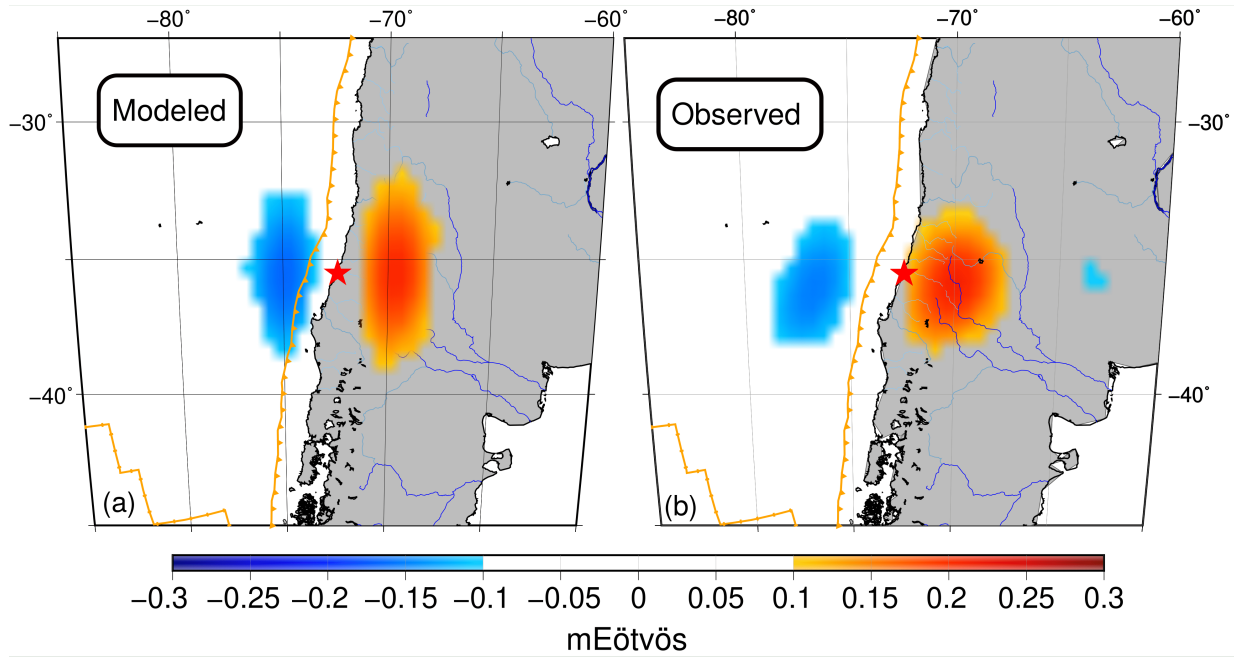 −80° −70° −60° −80° −70° −60°
Modeled
Observed
−30° −30°
−40° −40°
(a) (b)
−0.3 −0.25 −0.2 −0.15 −0.1 −0.05 0 0.05 0.1 0.15 0.2 0.25 0.3
mEötvös